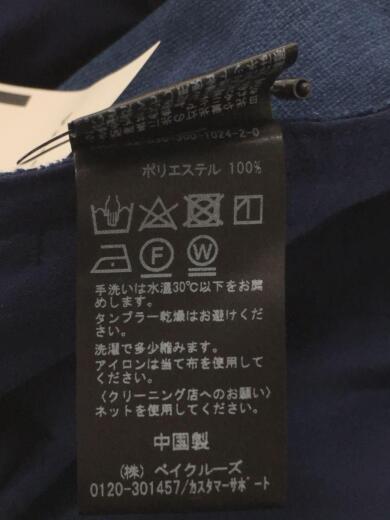 -300-1024-2-0
ポリエステル 100%
F W
手洗いは水温30℃以下をお薦
めします。
タンブラー乾燥はお避けくだ
さい。
洗濯で多少縮みます。
アイロンは当て布を使用して
ください。
〈クリーニング店へのお願い〉
ネットを使用してください。
中国製
(株) ベイクルーズ
0120-301457/カスタマーサポート